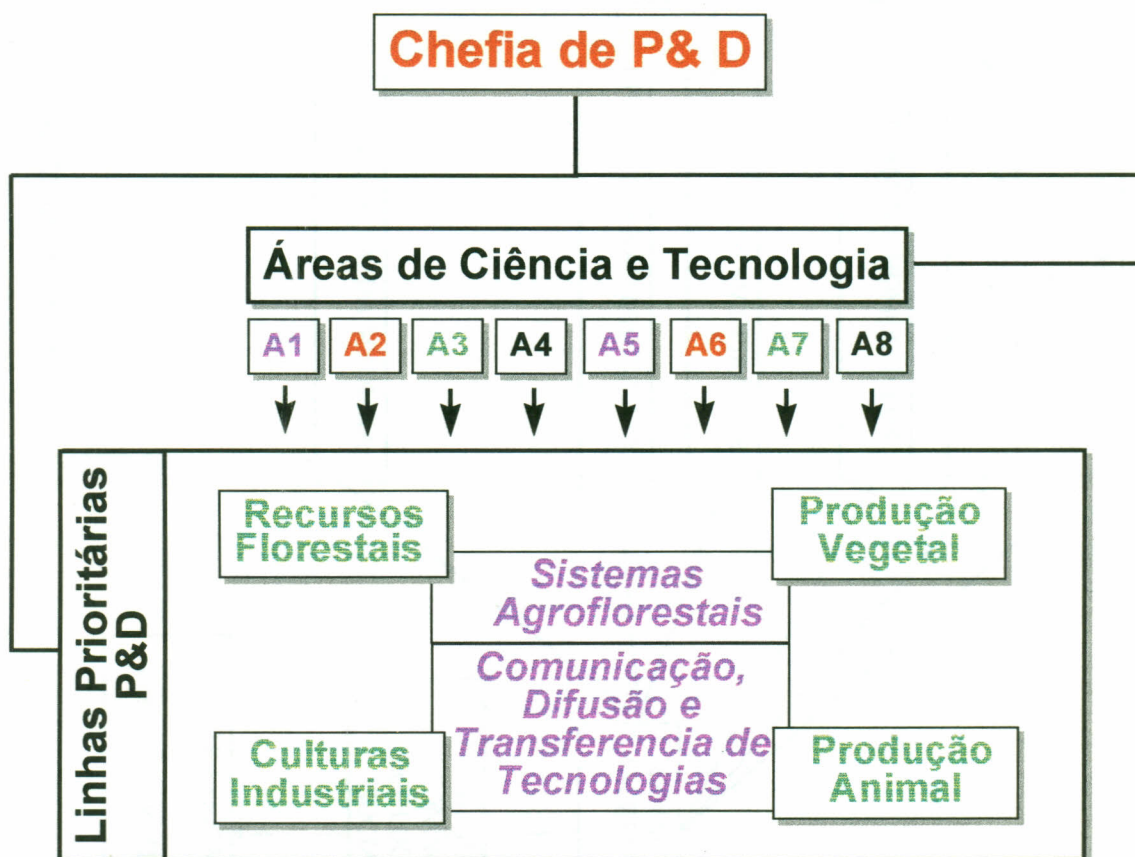 Chefia de P& D
Áreas de Ciência e Tecnologia
A1 A2 A3 A4 A5 A6 A7 A8
Linhas Prioritárias
P&D
Recursos
Florestais
Produção
Vegetal
Sistemas
Agroflorestais
Comunicação,
Difusão e
Transferencia de
Tecnologias
Culturas
Industriais
Produção
Animal